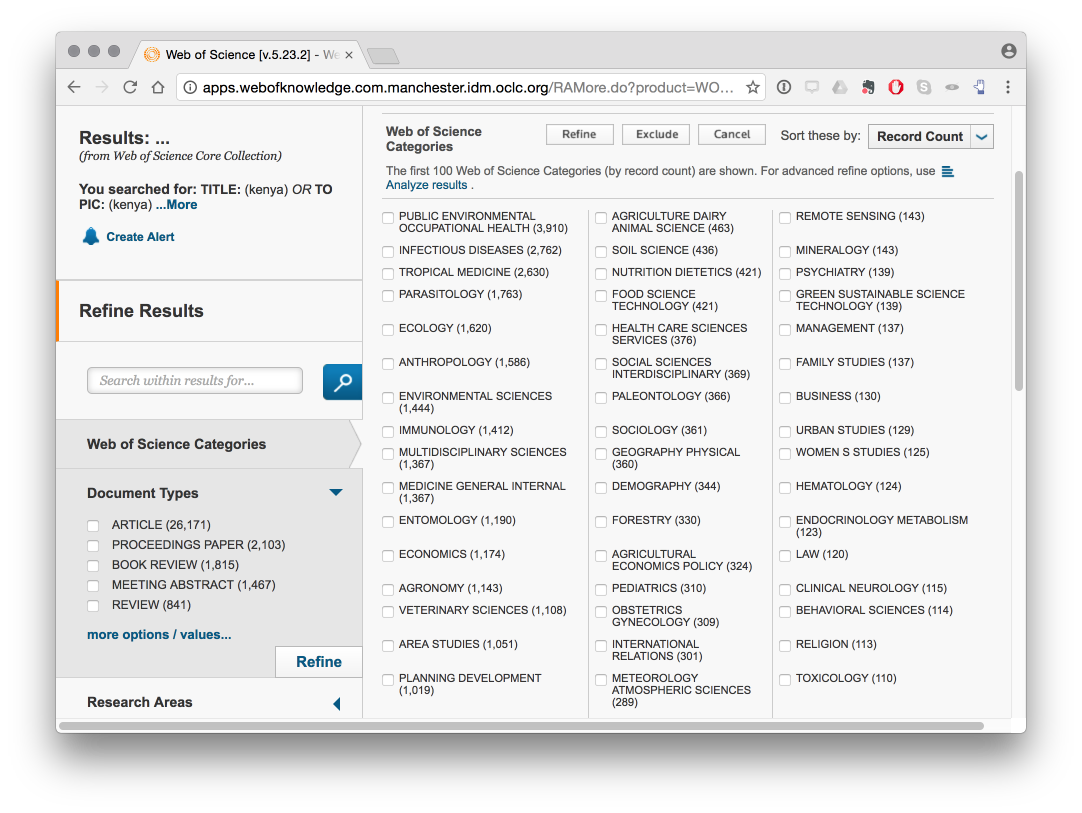 Web of Science [v.5.23.2] - We
apps.webofknowledge.com.manchester.idm.oclc.org/RAMore.do?product=WO...
Results: ...
(from Web of Science Core Collection)
You searched for: TITLE: (kenya) OR TO
PIC: (kenya) ...More
Create Alert
Refine Results
Search within results for...
Web of Science Categories
Document Types
ARTICLE (26,171)
PROCEEDINGS PAPER (2,103)
BOOK REVIEW (1,815)
MEETING ABSTRACT (1,467)
REVIEW (841)
more options / values...
Refine
Research Areas
Web of Science
Categories
Refine
Exclude
Cancel
Sort these by:
Record Count
The first 100 Web of Science Categories (by record count) are shown. For advanced refine options, use
Analyze results .
PUBLIC ENVIRONMENTAL
OCCUPATIONAL HEALTH (3,910)
INFECTIOUS DISEASES (2,762)
TROPICAL MEDICINE (2,630)
PARASITOLOGY (1,763)
ECOLOGY (1,620)
ANTHROPOLOGY (1,586)
ENVIRONMENTAL SCIENCES
(1,444)
IMMUNOLOGY (1,412)
MULTIDISCIPLINARY SCIENCES
(1,367)
MEDICINE GENERAL INTERNAL
(1,367)
ENTOMOLOGY (1,190)
ECONOMICS (1,174)
AGRONOMY (1,143)
VETERINARY SCIENCES (1,108)
AREA STUDIES (1,051)
PLANNING DEVELOPMENT
(1,019)
AGRICULTURE DAIRY
ANIMAL SCIENCE (463)
SOIL SCIENCE (436)
NUTRITION DIETETICS (421)
FOOD SCIENCE
TECHNOLOGY (421)
HEALTH CARE SCIENCES
SERVICES (376)
SOCIAL SCIENCES
INTERDISCIPLINARY (369)
PALEONTOLOGY (366)
SOCIOLOGY (361)
GEOGRAPHY PHYSICAL
(360)
DEMOGRAPHY (344)
FORESTRY (330)
AGRICULTURAL
ECONOMICS POLICY (324)
PEDIATRICS (310)
OBSTETRICS
GYNECOLOGY (309)
INTERNATIONAL
RELATIONS (301)
METEOROLOGY
ATMOSPHERIC SCIENCES
(289)
REMOTE SENSING (143)
MINERALOGY (143)
PSYCHIATRY (139)
GREEN SUSTAINABLE SCIENCE
TECHNOLOGY (139)
MANAGEMENT (137)
FAMILY STUDIES (137)
BUSINESS (130)
URBAN STUDIES (129)
WOMEN S STUDIES (125)
HEMATOLOGY (124)
ENDOCRINOLOGY METABOLISM
(123)
LAW (120)
CLINICAL NEUROLOGY (115)
BEHAVIORAL SCIENCES (114)
RELIGION (113)
TOXICOLOGY (110)